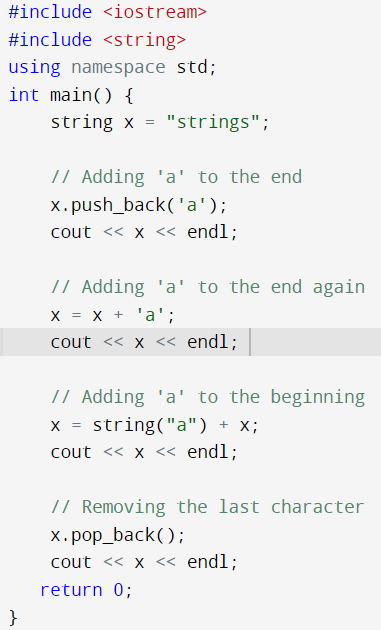 #include <iostream>
#include <string>
using namespace std;
int main() {
    string x = "strings";

    // Adding 'a' to the end
    x.push_back('a');
    cout << x << endl;

    // Adding 'a' to the end again
    x = x + 'a';
    cout << x << endl;

    // Adding 'a' to the beginning
    x = string("a") + x;
    cout << x << endl;

    // Removing the last character
    x.pop_back();
    cout << x << endl;
   return 0;
}